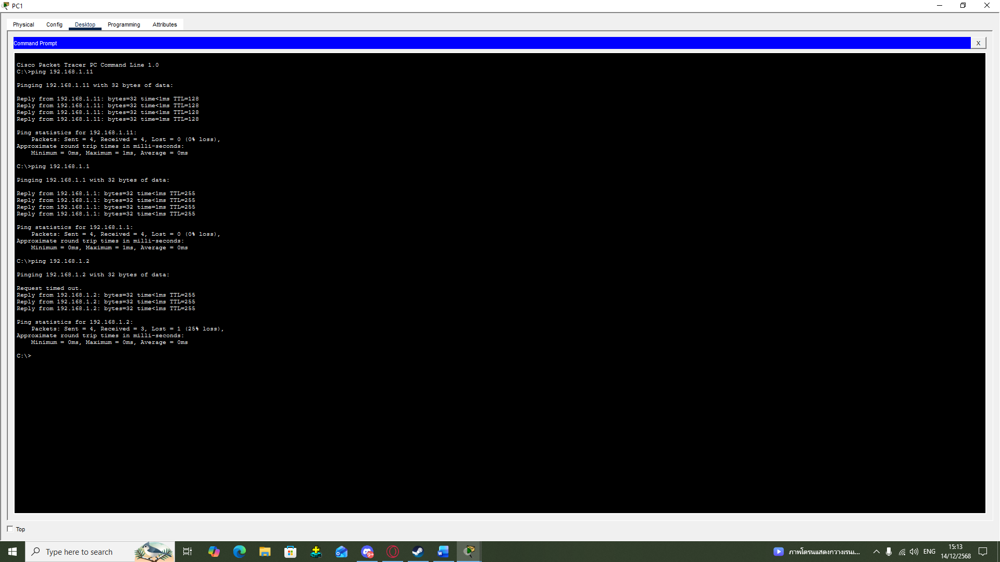 PC1
Physical Config Desktop Programming Attributes
Command Prompt X
Cisco Packet Tracer PC Command Line 1.0
C:\>ping 192.168.1.11
Pinging 192.168.1.11 with 32 bytes of data:
Reply from 192.168.1.11: bytes=32 time<1ms TTL=128
Reply from 192.168.1.11: bytes=32 time<1ms TTL=128
Reply from 192.168.1.11: bytes=32 time<1ms TTL=128
Reply from 192.168.1.11: bytes=32 time=1ms TTL=128
Ping statistics for 192.168.1.11:
Packets: Sent = 4, Received = 4, Lost = 0 (0% loss),
Approximate round trip times in milli-seconds:
Minimum = 0ms, Maximum = 1ms, Average = 0ms
C:\>ping 192.168.1.1
Pinging 192.168.1.1 with 32 bytes of data:
Reply from 192.168.1.1: bytes=32 time<1ms TTL=255
Reply from 192.168.1.1: bytes=32 time<1ms TTL=255
Reply from 192.168.1.1: bytes=32 time=1ms TTL=255
Reply from 192.168.1.1: bytes=32 time<1ms TTL=255
Ping statistics for 192.168.1.1:
Packets: Sent = 4, Received = 4, Lost = 0 (0% loss),
Approximate round trip times in milli-seconds:
Minimum = 0ms, Maximum = 1ms, Average = 0ms
C:\>ping 192.168.1.2
Pinging 192.168.1.2 with 32 bytes of data:
Request timed out.
Reply from 192.168.1.2: bytes=32 time<1ms TTL=255
Reply from 192.168.1.2: bytes=32 time<1ms TTL=255
Reply from 192.168.1.2: bytes=32 time<1ms TTL=255
Ping statistics for 192.168.1.2:
Packets: Sent = 4, Received = 3, Lost = 1 (25% loss),
Approximate round trip times in milli-seconds:
Minimum = 0ms, Maximum = 0ms, Average = 0ms
C:\>
Top
Type here to search
9+
ภาพโดรนแสดงกวางเรนเ...
ENG
15:13
14/12/2568